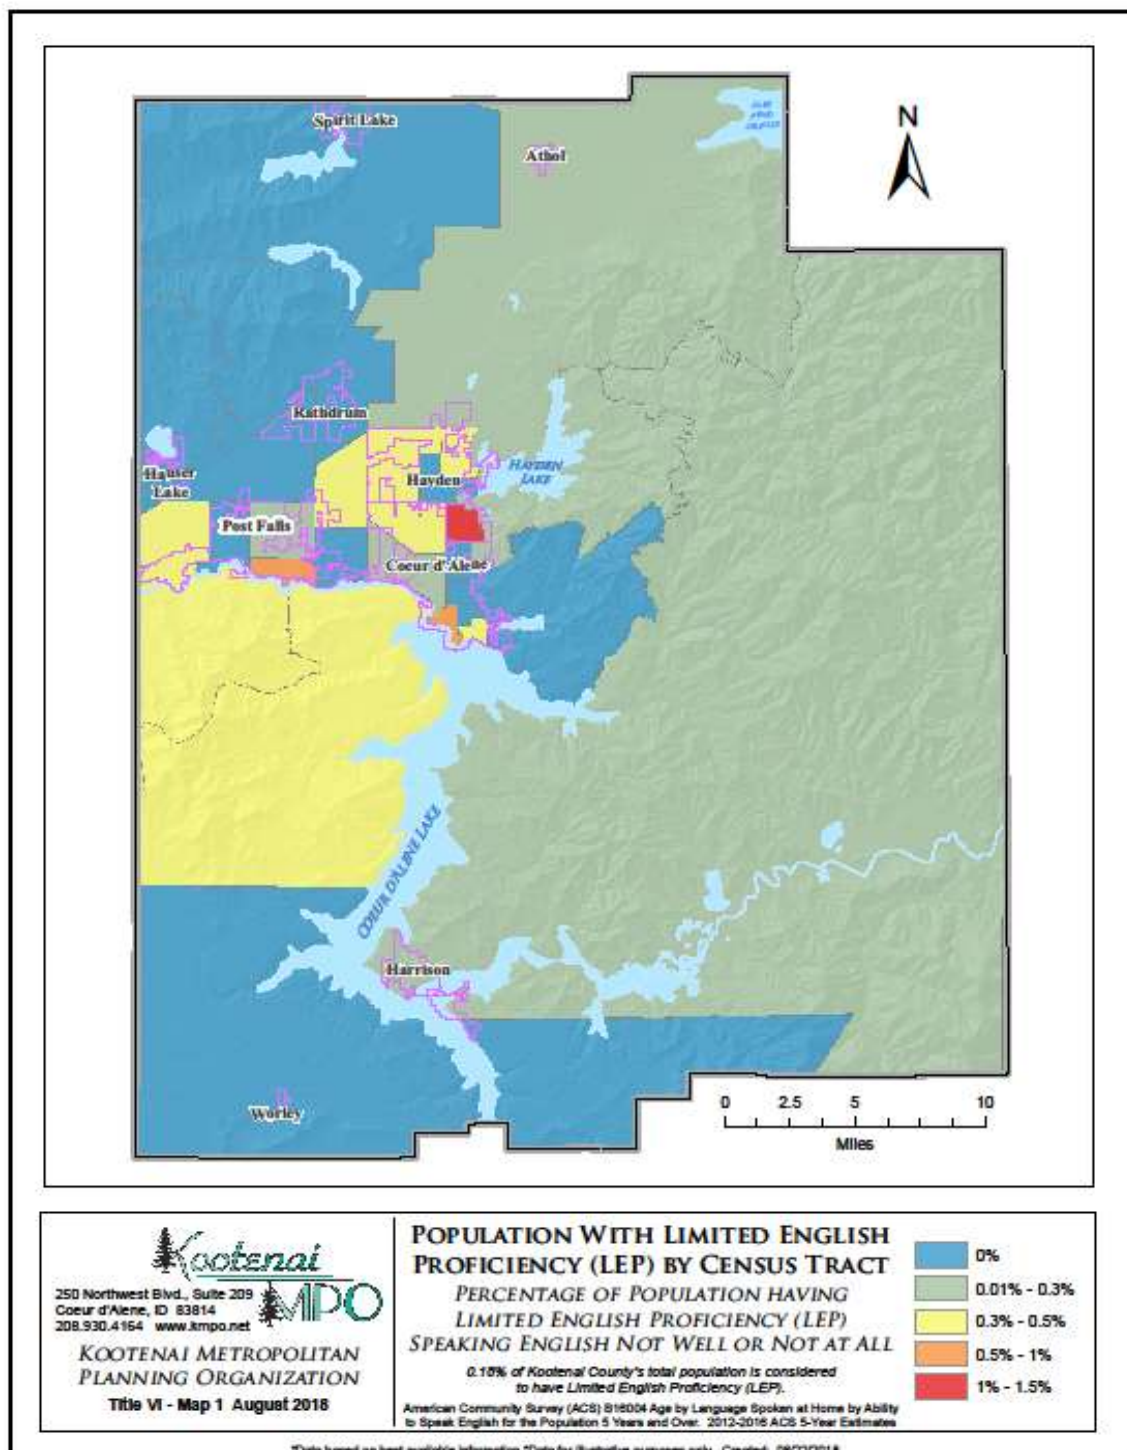 Spirit Lake
Athol
N
Rathdrum
Hauser
Lake
HAYDEN
LAKE
Hayden
Post Falls
Coeur d'Alene
COEUR D'ALINE LAKE
Harrison
Worley
0 2.5 5 10
Miles
Kootenai
MPO
250 Northwest Blvd., Suite 209
Coeur d'Alene, ID 83814
208.930.4164 www.kmpo.net
KOOTENAI METROPOLITAN
PLANNING ORGANIZATION
Title VI - Map 1 August 2018
POPULATION WITH LIMITED ENGLISH
PROFICIENCY (LEP) BY CENSUS TRACT
PERCENTAGE OF POPULATION HAVING
LIMITED ENGLISH PROFICIENCY (LEP)
SPEAKING ENGLISH NOT WELL OR NOT AT ALL
of Kootenai County's total population is considered
to have Limited English Proficiency (LEP).
American Community Survey (ACS) B16004 Age by Language Spoken at Home by Ability
to Speak English for the Population 5 Years and Over. 2012-2016 ACS 5-Year Estimates
0%
0.01% - 0.3%
0.3% - 0.5%
0.5% - 1%
1% - 1.5%